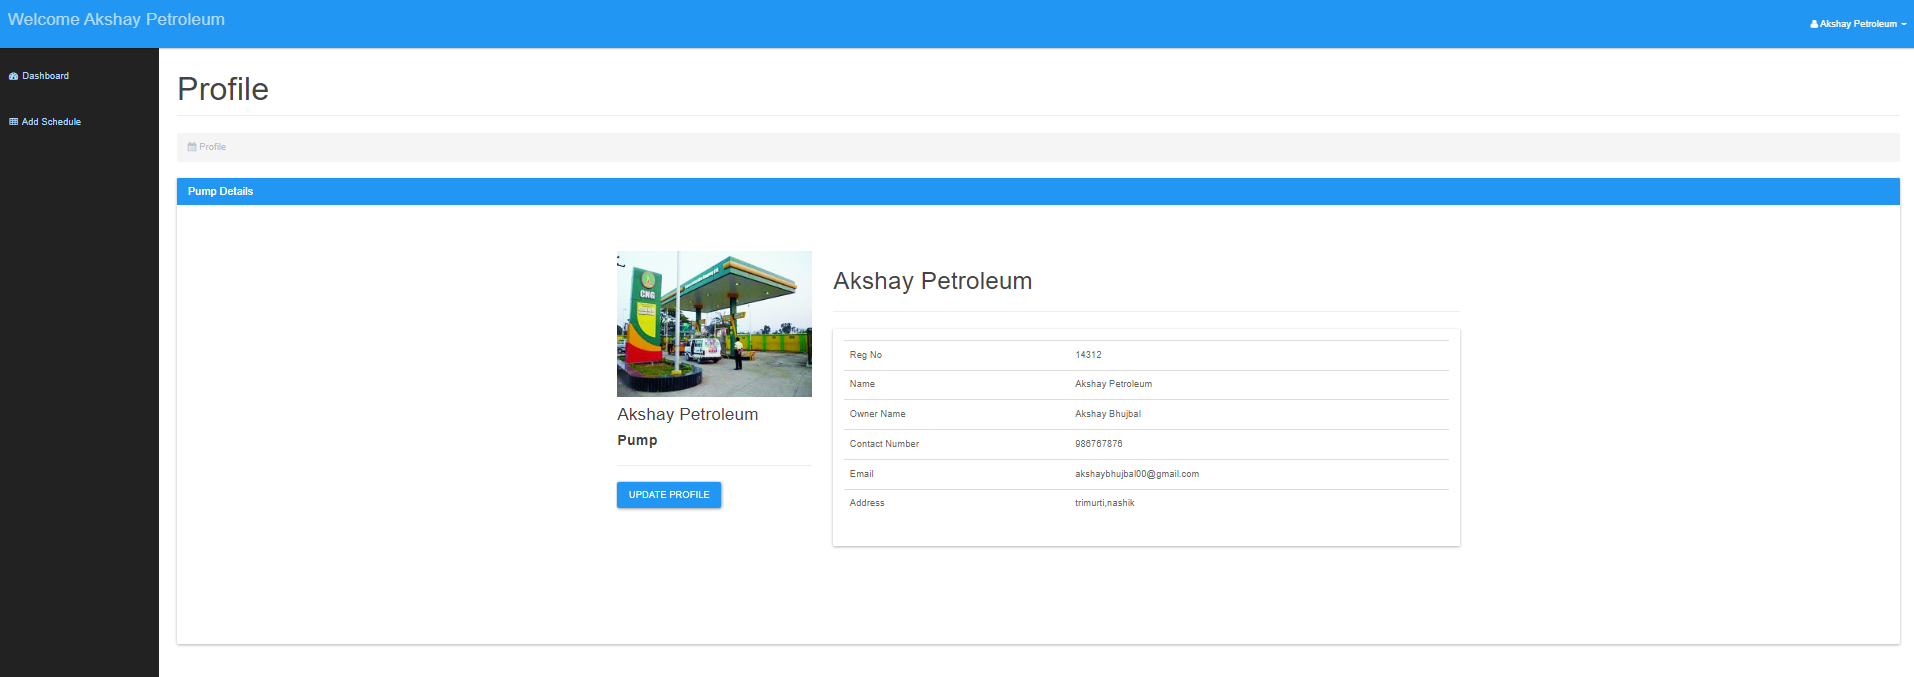 Welcome Akshay Petroleum
Akshay Petroleum
Dashboard
Add Schedule
Profile
Profile
Pump Details
CNG
Akshay Petroleum
Pump
UPDATE PROFILE
Akshay Petroleum
Reg No 14312
Name Akshay Petroleum
Owner Name Akshay Bhujbal
Contact Number 986767876
Email akshaybhujbal00@gmail.com
Address trimurti,nashik